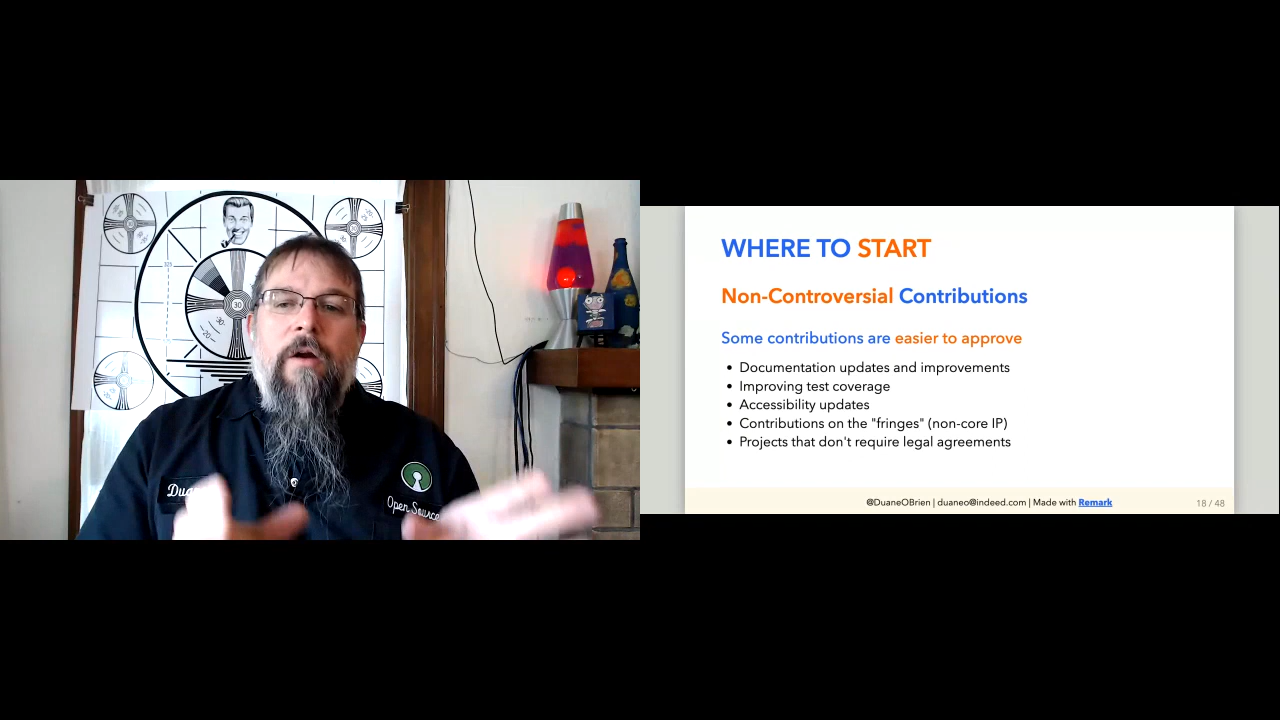 30
Open Source
WHERE TO START
Non-Controversial Contributions
Some contributions are easier to approve
• Documentation updates and improvements
• Improving test coverage
• Accessibility updates
• Contributions on the "fringes" (non-core IP)
• Projects that don't require legal agreements
@DuaneOBrien | duaneo@indeed.com | Made with Remark
18 / 48